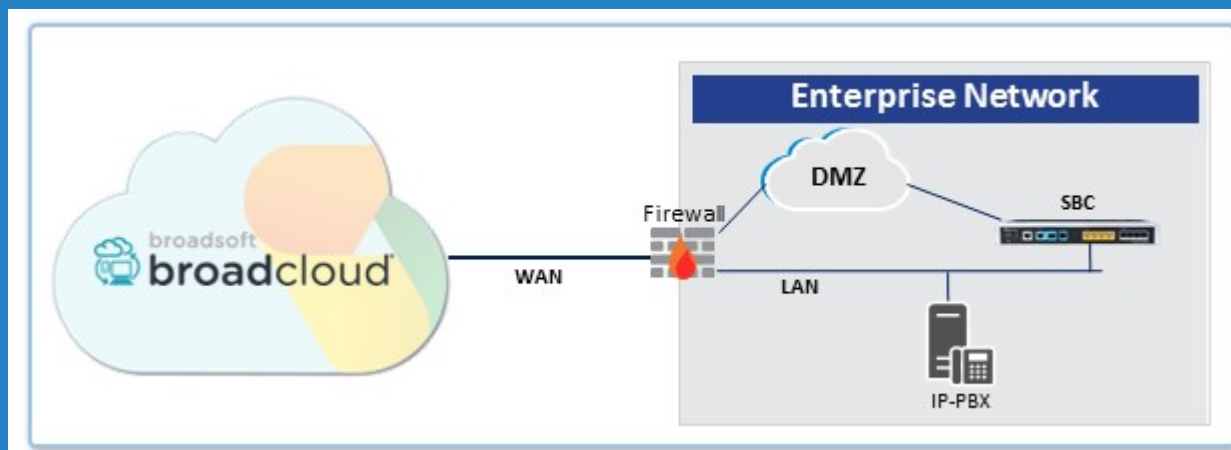 Enterprise Network
DMZ
SBC
Firewall
broadsoft
broadcloud®
WAN
LAN
IP-PBX